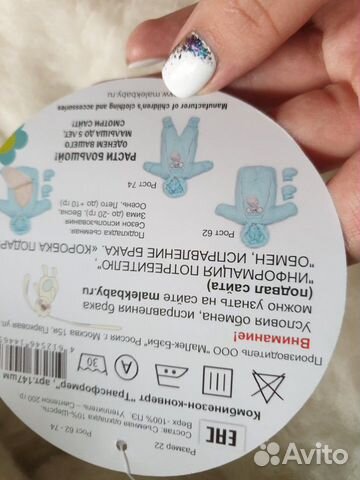 Размер 22
Рост 62 - 74
Состав: Съемная подкладка 10%-Шерсть,
Верх - 100% ПЭ. Утеплитель - Синтепон 200 гр
Комбинезон-конверт "Трансформер", арт.147шм
30
Производитель ООО "Малек-Бэби" Россия г. Москва, 15я, Парковая ул.
Внимание!
Условия обмена, исправления брака
можно узнать на сайте malekbaby.ru
(подвал сайта)
"ИНФОРМАЦИЯ ПОТРЕБИТЕЛЮ",
"ОБМЕН, ИСПРАВЛЕНИЕ БРАКА. «КОРОБКА ПОДАР
Подкладка съемная.
Сезон использования
Зима (до -20 гр), Весна,
Осень, Лето (до +10 гр)
Рост 62
Рост 74
РАСТИ БОЛЬШОЙ!
ОДЕНЕМ ВАШЕГО
МАЛЫША ДО 5 ЛЕТ.
СМОТРИ САЙТ!
Manufacturer of children's clothing and accessories
www.malekbaby.ru
Avito